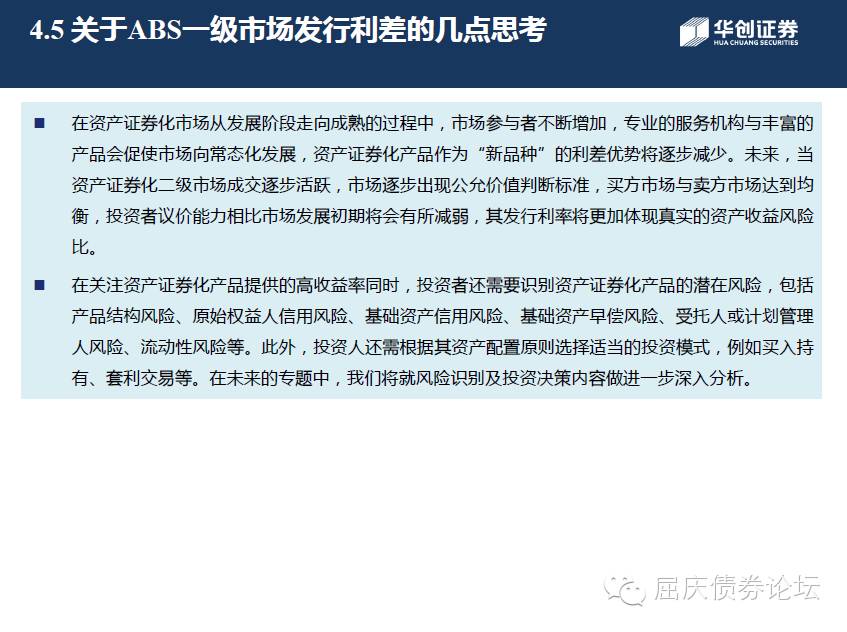 4.5 关于ABS一级市场发行利差的几点思考
华创证券
HUA CHUANG SECURITIES
■ 在资产证券化市场从发展阶段走向成熟的过程中，市场参与者不断增加，专业的服务机构与丰富的
产品会促使市场向常态化发展，资产证券化产品作为“新品种”的利差优势将逐步减少。未来，当
资产证券化二级市场成交逐步活跃，市场逐步出现公允价值判断标准，买方市场与卖方市场达到均
衡，投资者议价能力相比市场发展初期将会有所减弱，其发行利率将更加体现真实的资产收益风险
比。
■ 在关注资产证券化产品提供的高收益率同时，投资者还需要识别资产证券化产品的潜在风险，包括
产品结构风险、原始权益人信用风险、基础资产信用风险、基础资产早偿风险、受托人或计划管理
人风险、流动性风险等。此外，投资人还需根据其资产配置原则选择适当的投资模式，例如买入持
有、套利交易等。在未来的专题中，我们将就风险识别及投资决策内容做进一步深入分析。
屈庆债券论坛